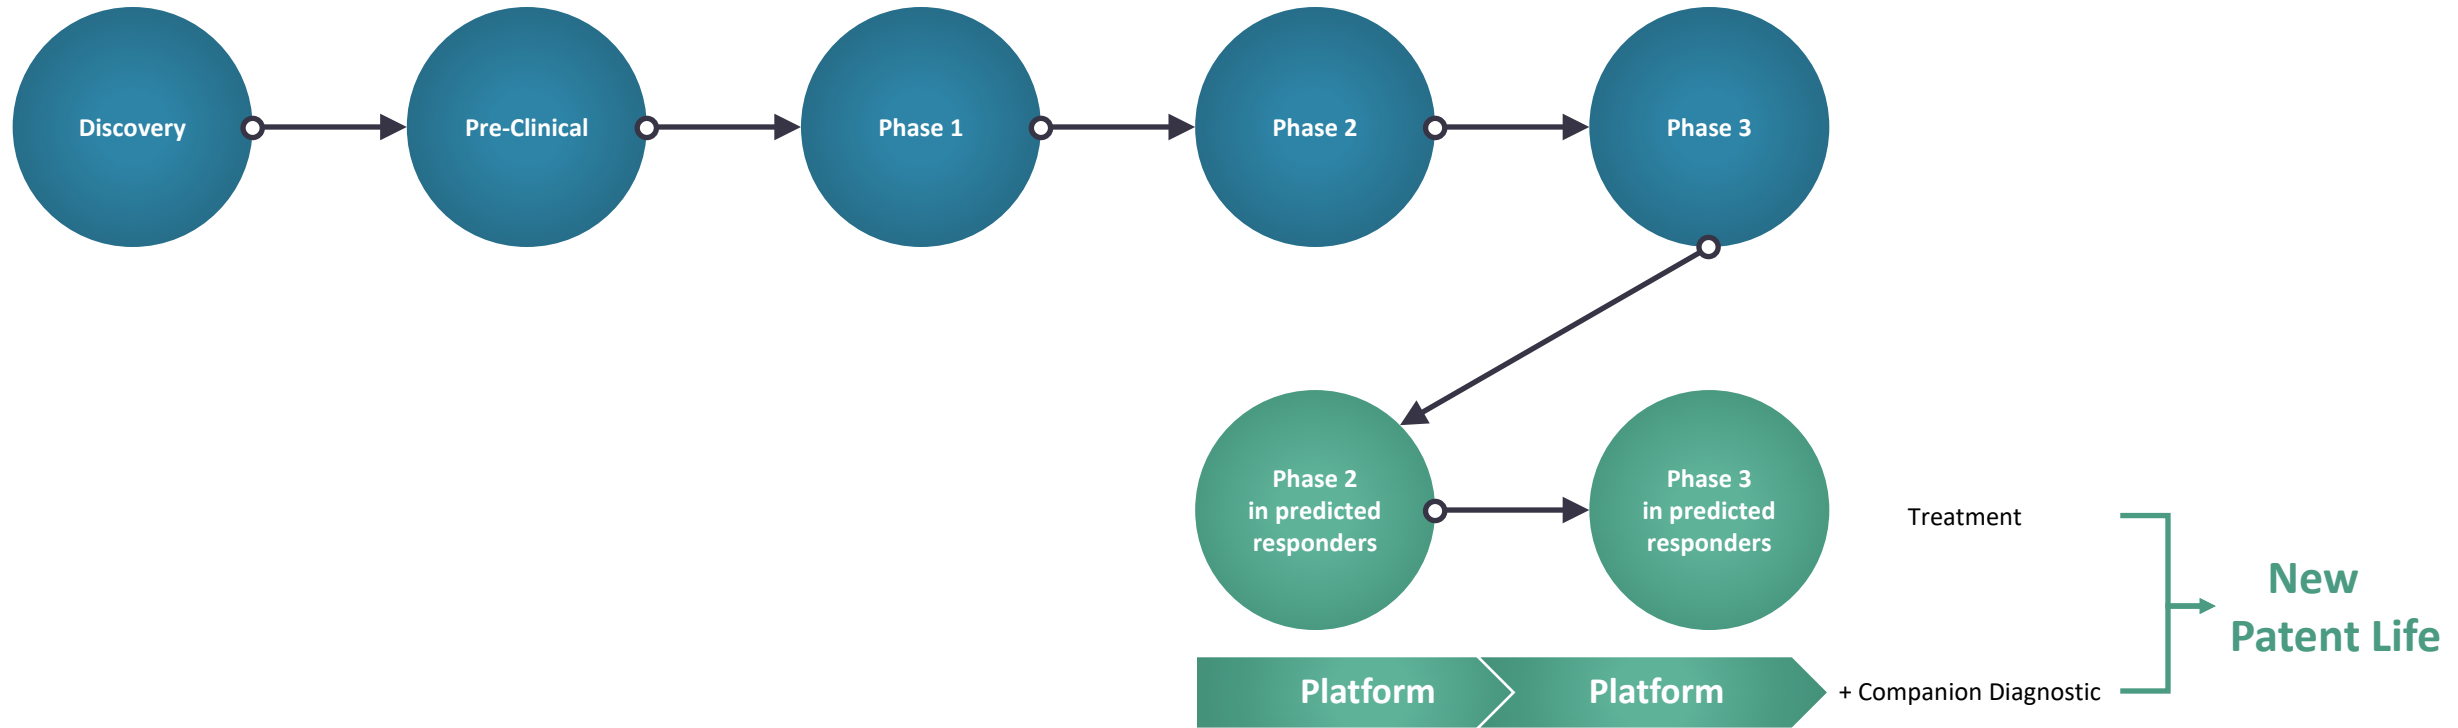 Discovery
Pre-Clinical
Phase 1
Phase 2
Phase 3
Phase 2
in predicted
responders
Phase 3
in predicted
responders
Treatment
New
Patent Life
Platform
Platform
+ Companion Diagnostic